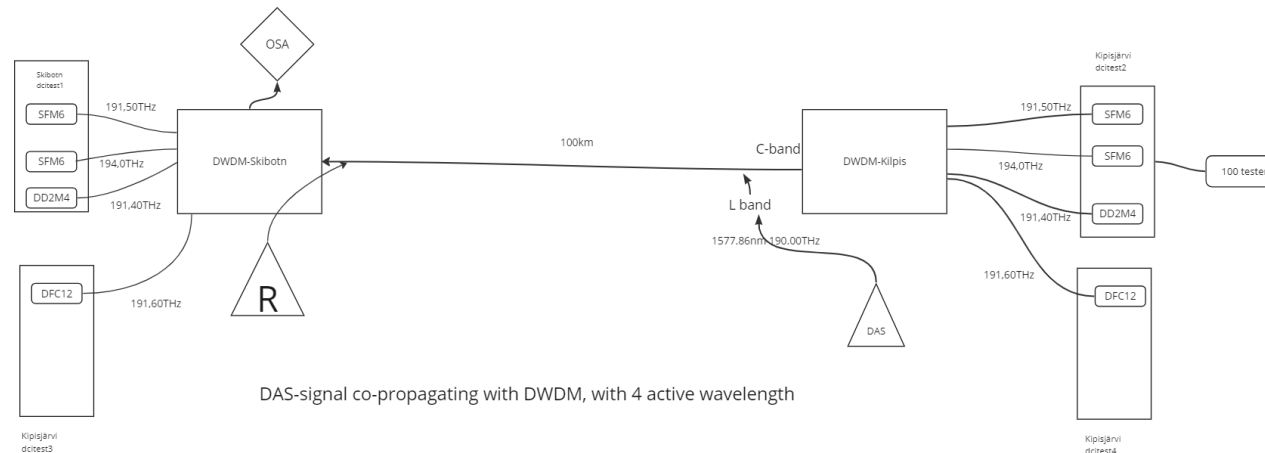 OSA
Skibotn
dcitest1
SFM6
191,50THz
SFM6
194,0THz
DD2M4
191,40THz
DWDM-Skibotn
100km
C-band
DWDM-Kilpis
L band
1577.86nm 190.00THz
DAS
R
DFC12
191,60THz
Kipisjärvi
dcitest3
Kipisjärvi
dcitest2
191,50THz
SFM6
194,0THz
SFM6
191,40THz
DD2M4
100 tester
191,60THz
DFC12
Kipisjärvi
dcitest4
DAS-signal co-propagating with DWDM, with 4 active wavelength